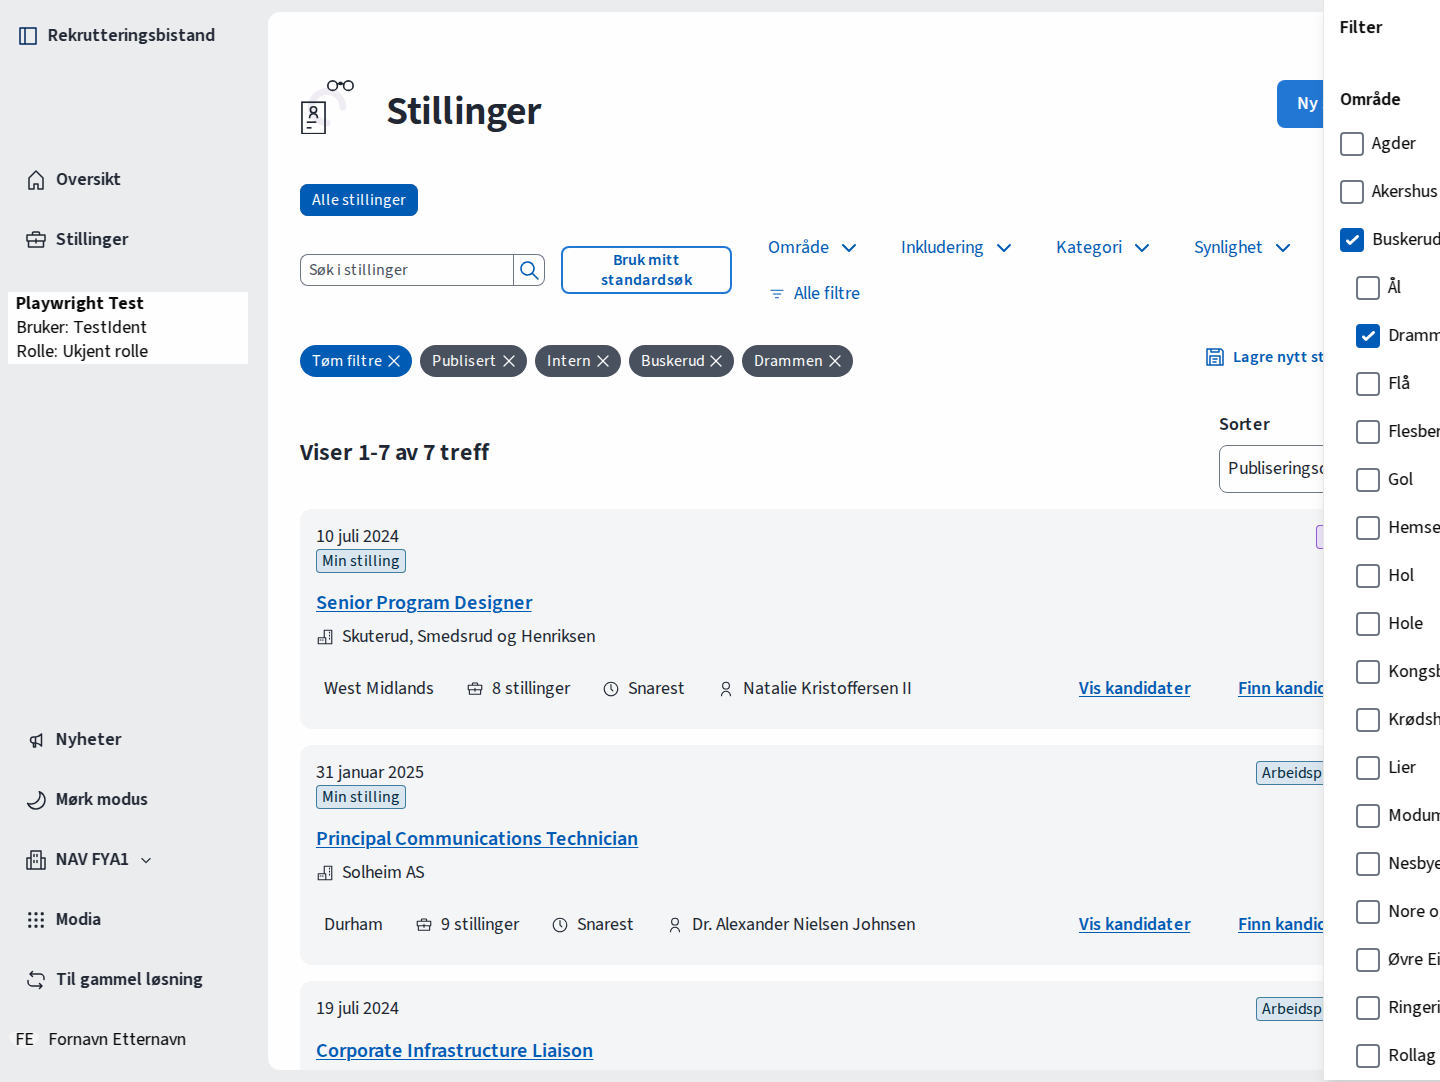 Rekrutteringsbistand
Oversikt
Stillinger
Playwright Test
Bruker: TestIdent
Rolle: Ukjent rolle
Nyheter
Mørk modus
NAV FYA1
Modia
Til gammel løsning
FE Fornavn Etternavn
Stillinger
Ny
Alle stillinger
Søk i stillinger
Bruk mitt
standardsøk
Område Inkludering Kategori Synlighet
Alle filtre
Tøm filtre Publisert Intern Buskerud Drammen
Lagre nytt st
Viser 1-7 av 7 treff
Sorter
Publiserings
10 juli 2024
Min stilling
Senior Program Designer
Skuterud, Smedsrud og Henriksen
West Midlands 8 stillinger Snarest Natalie Kristoffersen II Vis kandidater Finn kandid
31 januar 2025
Arbeidsp
Min stilling
Principal Communications Technician
Solheim AS
Durham 9 stillinger Snarest Dr. Alexander Nielsen Johnsen Vis kandidater Finn kandid
19 juli 2024
Arbeidsp
Corporate Infrastructure Liaison
Filter
Område
Agder
Akershus
Buskerud
Ål
Dramm
Flå
Flesber
Gol
Hemse
Hol
Hole
Kongsb
Krødsh
Lier
Modum
Nesbye
Nore o
Øvre Ei
Ringeri
Rollag